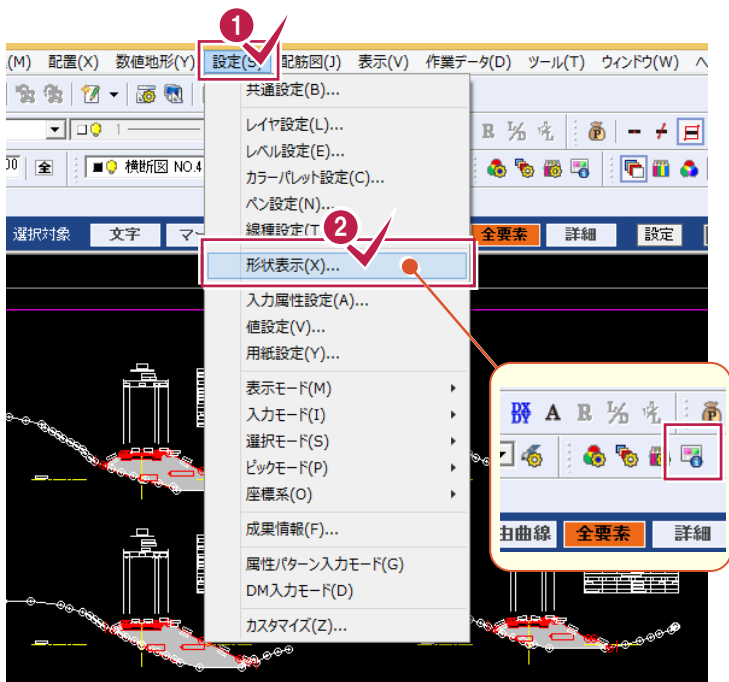 1
(M) 配置(X) 数値地形(Y) 設定(S) 配筋図(J) 表示(V) 作業データ(D) ツール(T) ウィンドウ(W) ヘ
共通設定(B)...
レイヤ設定(L)...
1
レベル設定(E)...
全 横断図 NO.4
カラーパレット設定(C)...
ペン設定(N)...
線種設定(T
2
選択対象 文字 マー 全要素 詳細 設定
形状表示(X)...
入力属性設定(A)...
値設定(V)...
用紙設定(Y)...
表示モード(M)
入力モード(I)
選択モード(S)
ピックモード(P)
座標系(O)
成果情報(F)...
由曲線 全要素 詳細
属性パターン入力モード(G)
DM入力モード(D)
カスタマイズ(Z)...